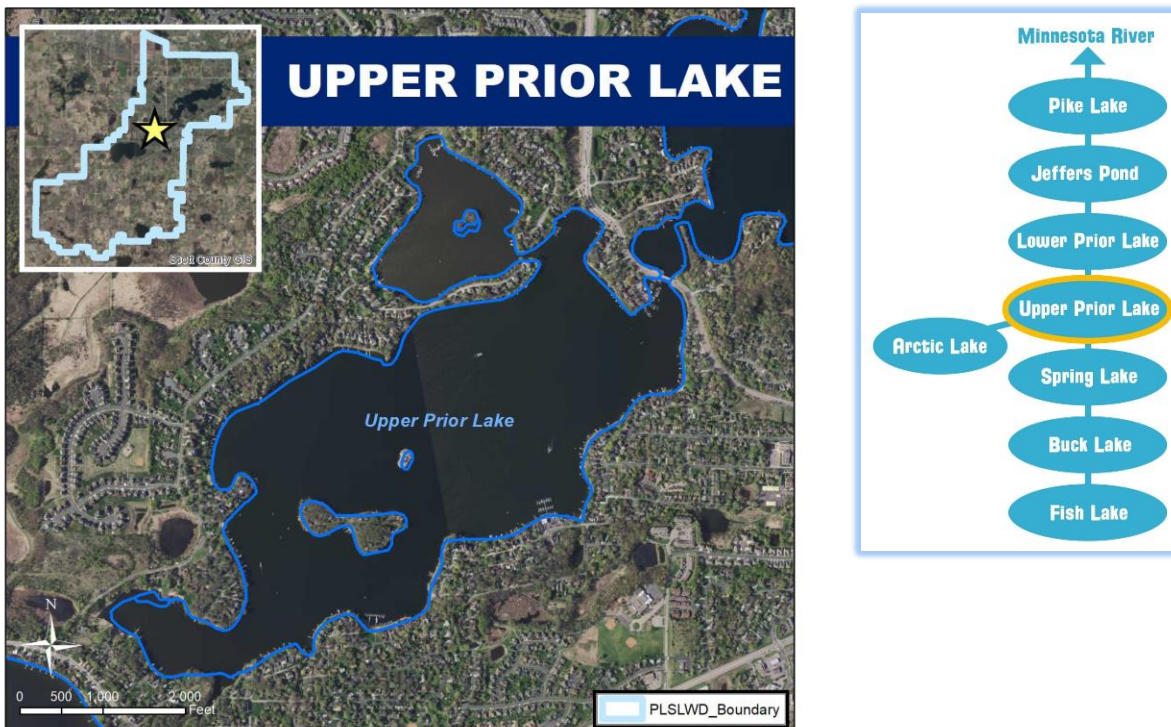 UPPER PRIOR LAKE
Scott County GIS
Upper Prior Lake
N
0 500 1,000 2,000
Feet
PLSLWD_Boundary
Minnesota River
Pike Lake
Jeffers Pond
Lower Prior Lake
Upper Prior Lake
Arctic Lake
Spring Lake
Buck Lake
Fish Lake